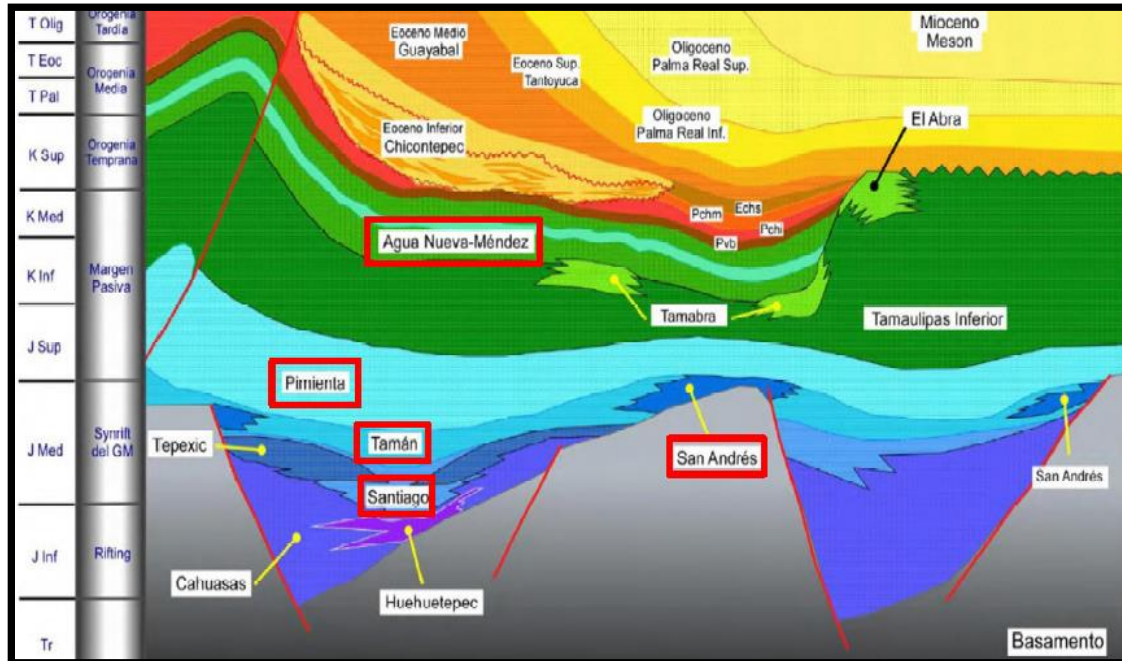 T Olig
T Eoc
T Pal
K Sup
K Med
K Inf
J Sup
J Med
J Inf
Tr
Orogenia
Tardía
Orogenia
Media
Orogenia
Temprana
Margen
Pasiva
Synrift
del GM
Rifting
Eoceno Medio
Guayabal
Eoceno Sup.
Tantoyuca
Oligoceno
Palma Real Sup.
Mioceno
Meson
Oligoceno
Palma Real Inf.
El Abra
Eoceno Inferior
Chicontepec
Pchm
Echs
Pvb
Pchi
Agua Nueva-Méndez
Tamabra
Tamaulipas Inferior
Pimienta
Tepexic
Tamán
San Andrés
San Andrés
Santiago
Cahuasas
Huehuetepec
Basamento